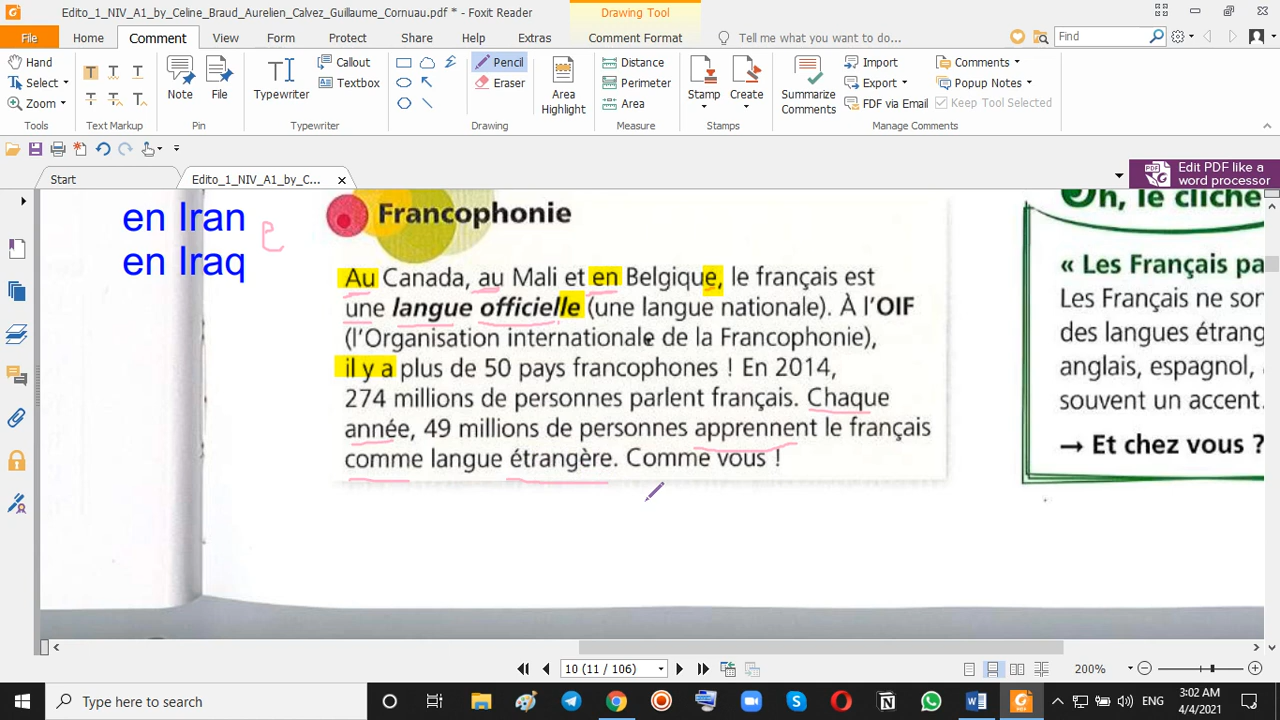 Edito_1_NIV_A1_by_Celine_Braud_Aurelien_Calvez_Guillaume_Cornuau.pdf * - Foxit Reader
Drawing Tool
File Home Comment View Form Protect Share Help Extras Comment Format Tell me what you want to do... Find
Hand
Select
Zoom
Tools
Text Markup
Note
File
Pin
Typewriter
Callout
Textbox
Typewriter
Pencil
Eraser
Drawing
Area
Highlight
Distance
Perimeter
Area
Measure
Stamp
Create
Stamps
Summarize
Comments
Import
Export
FDF via Email
Comments
Popup Notes
Keep Tool Selected
Manage Comments
Start
Edito_1_NIV_A1_by_C...
Edit PDF like a
word processor
en Iran
en Iraq
e
Francophonie
Au Canada, au Mali et en Belgique, le français est
une langue officielle (une langue nationale). À l'OIF
(l'Organisation internationale de la Francophonie),
il y a plus de 50 pays francophones ! En 2014,
274 millions de personnes parlent français. Chaque
année, 49 millions de personnes apprennent le français
comme langue étrangère. Comme vous !
Oh, le cliché
« Les Français pa
Les Français ne son
des langues étrang
anglais, espagnol,
souvent un accent.
→ Et chez vous ?
10 (11 / 106)
200%
Type here to search
ENG
3:02 AM
4/4/2021